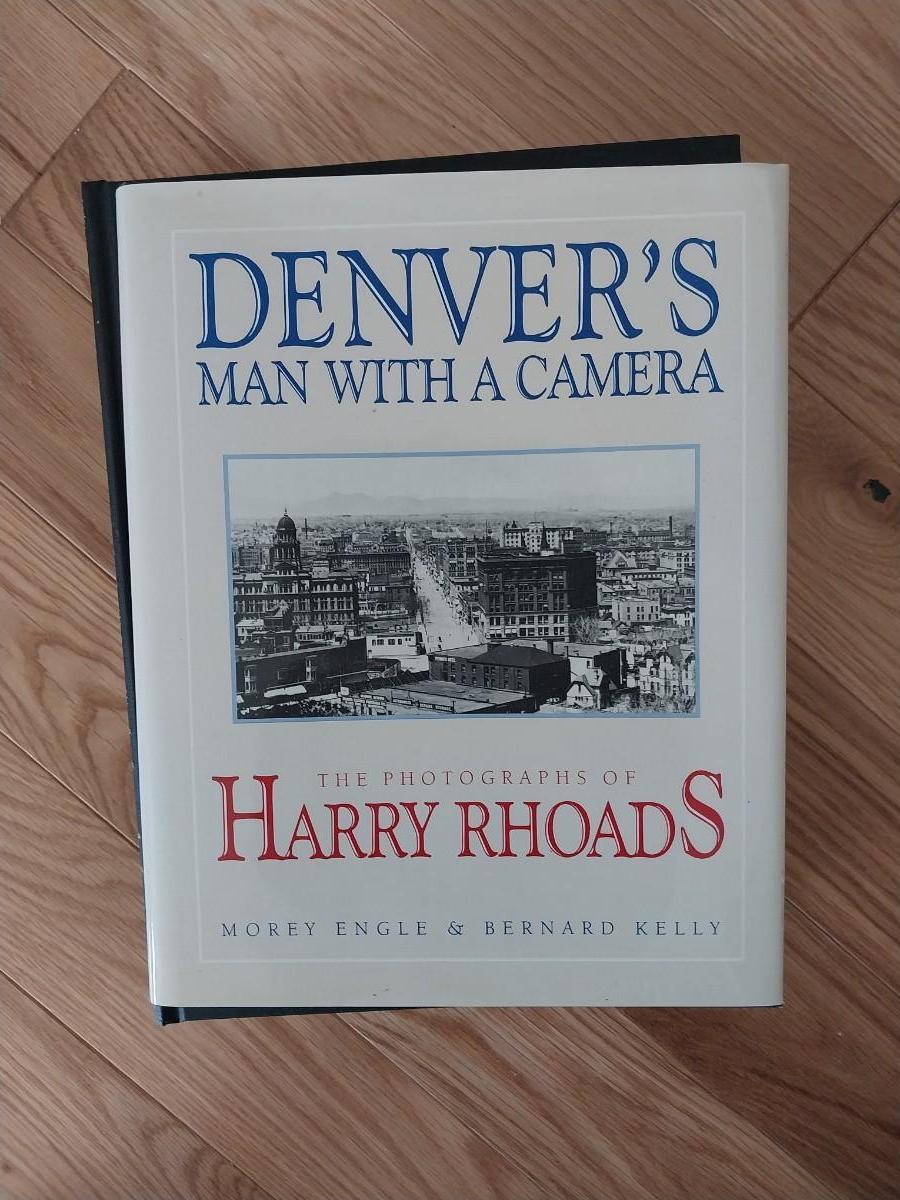 DENVER'S
MAN WITH A CAMERA
THE PHOTOGRAPHS OF
HARRY RHOADS
MOREY ENGLE & BERNARD KELLY